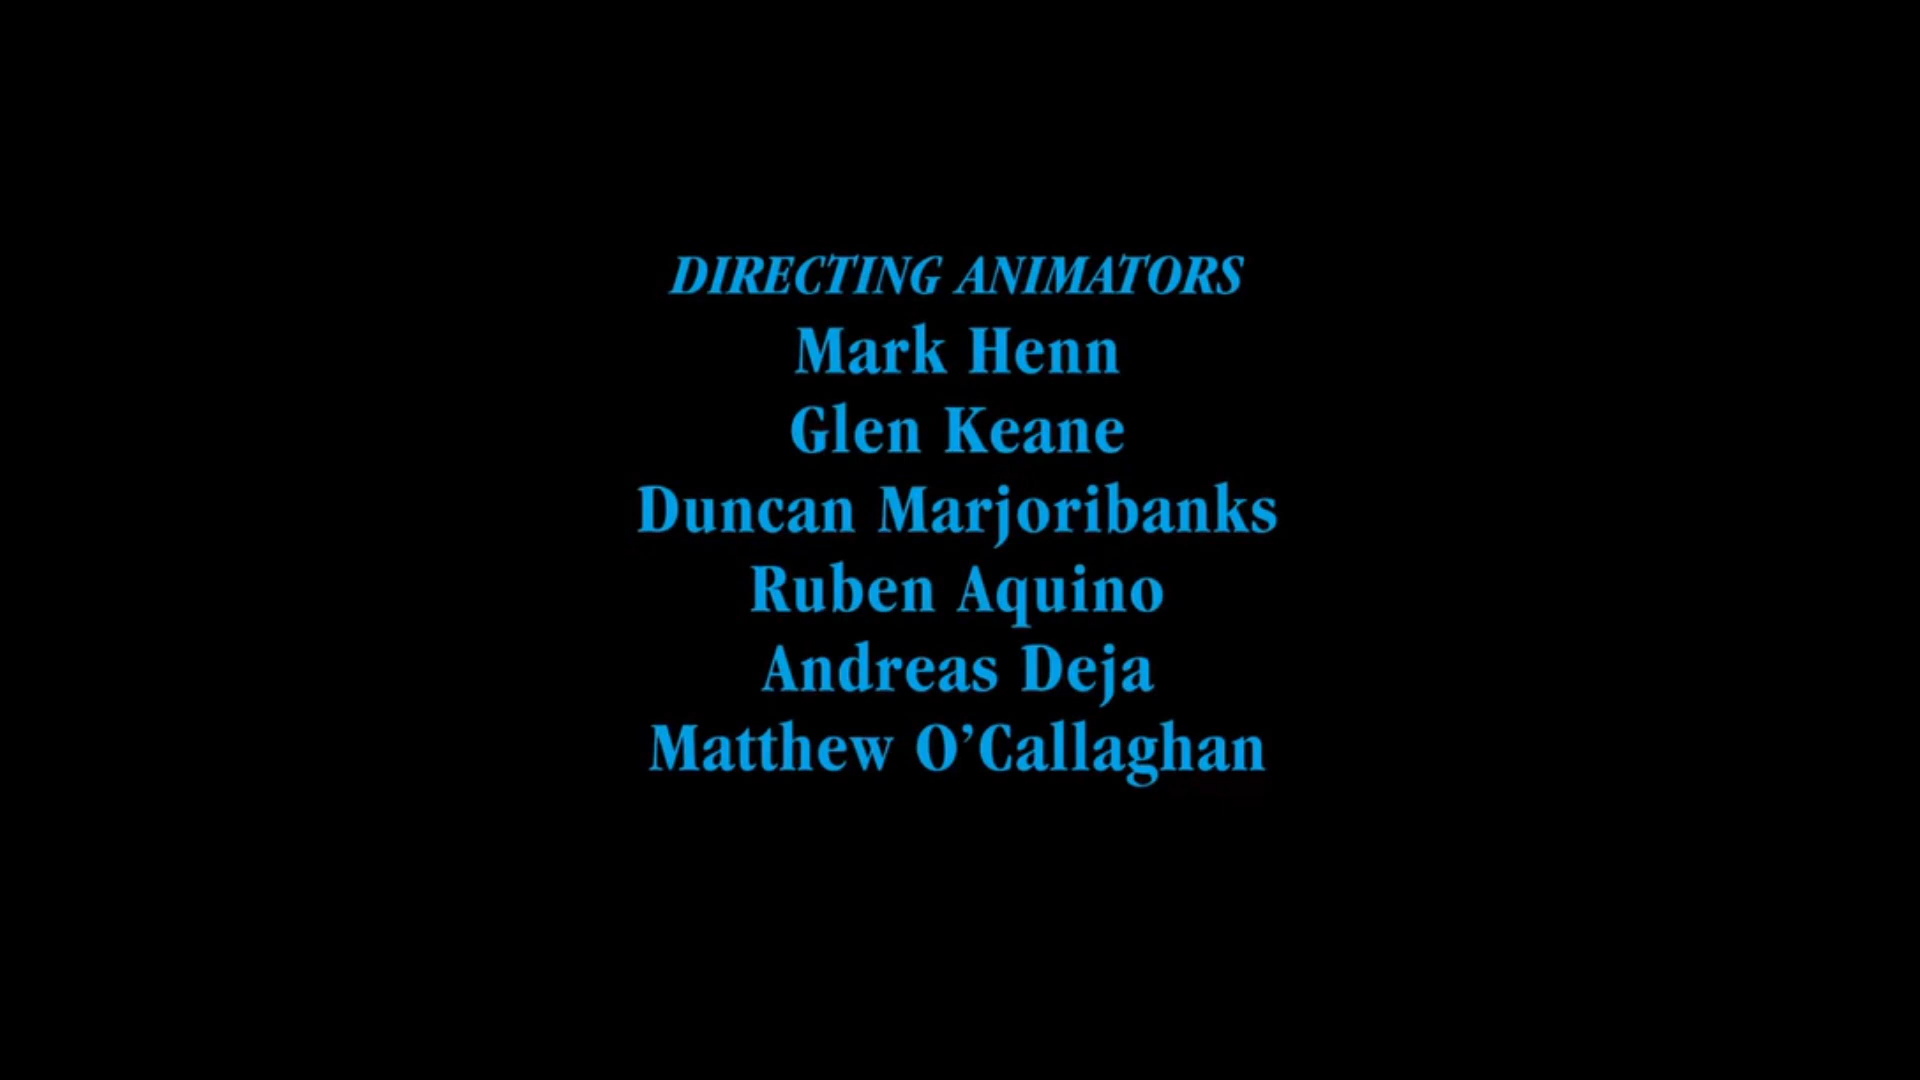 DIRECTING ANIMATORS
Mark Henn
Glen Keane
Duncan Marjoribanks
Ruben Aquino
Andreas Deja
Matthew O’Callaghan